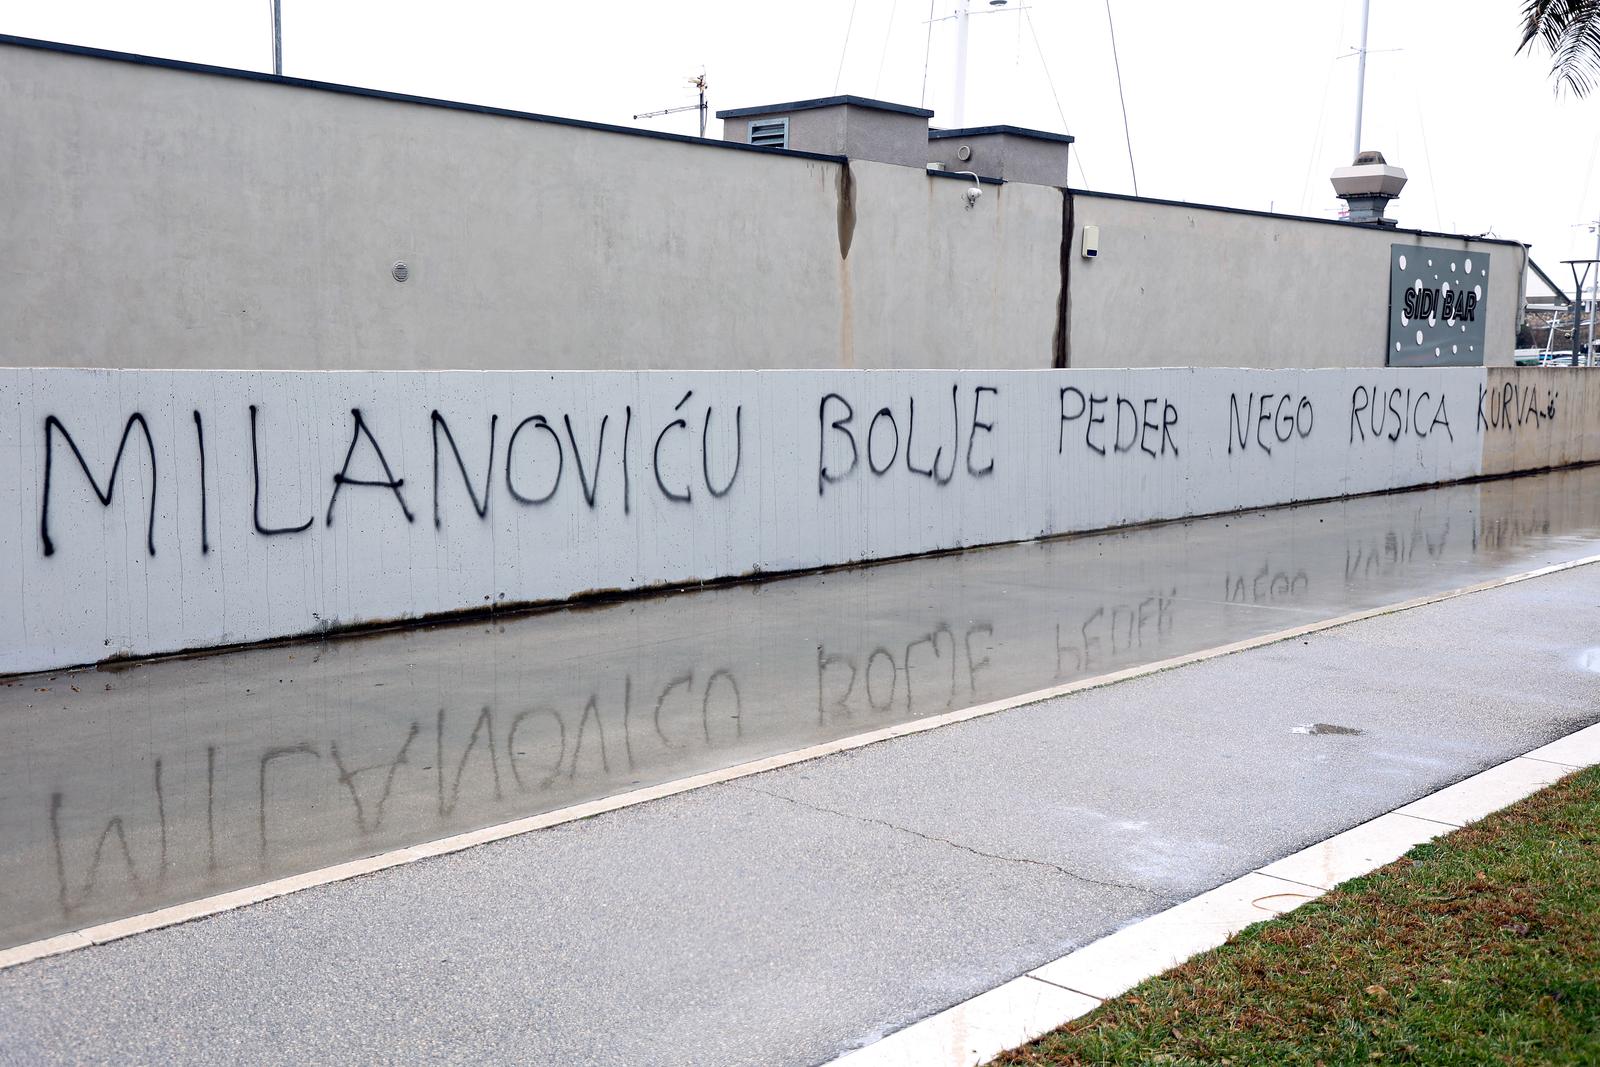 SIDI BAR
MILANOVIĆU BOLJE PEDER NEGO RUSICA KURVA